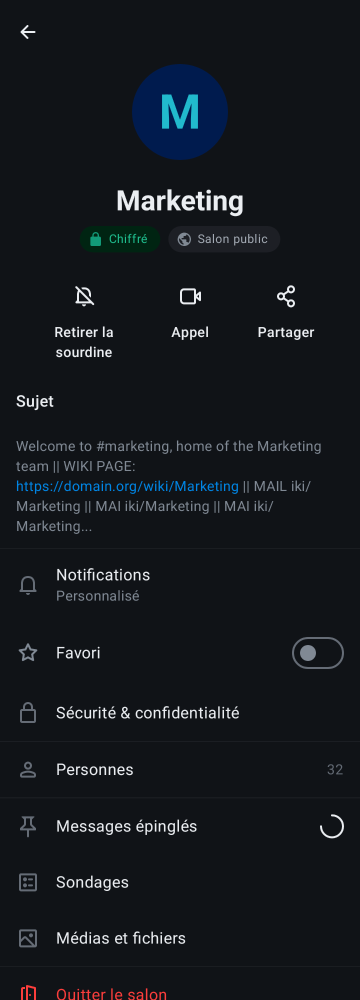 M
Marketing
Chiffré
Salon public
Retirer la
sourdine
Appel
Partager
Sujet
Welcome to #marketing, home of the Marketing
team || WIKI PAGE:
https://domain.org/wiki/Marketing || MAIL iki/
Marketing || MAI iki/Marketing || MAI iki/
Marketing...
Notifications
Personnalisé
Favori
Sécurité & confidentialité
Personnes 32
Messages épinglés
Sondages
Médias et fichiers
Quitter le salon